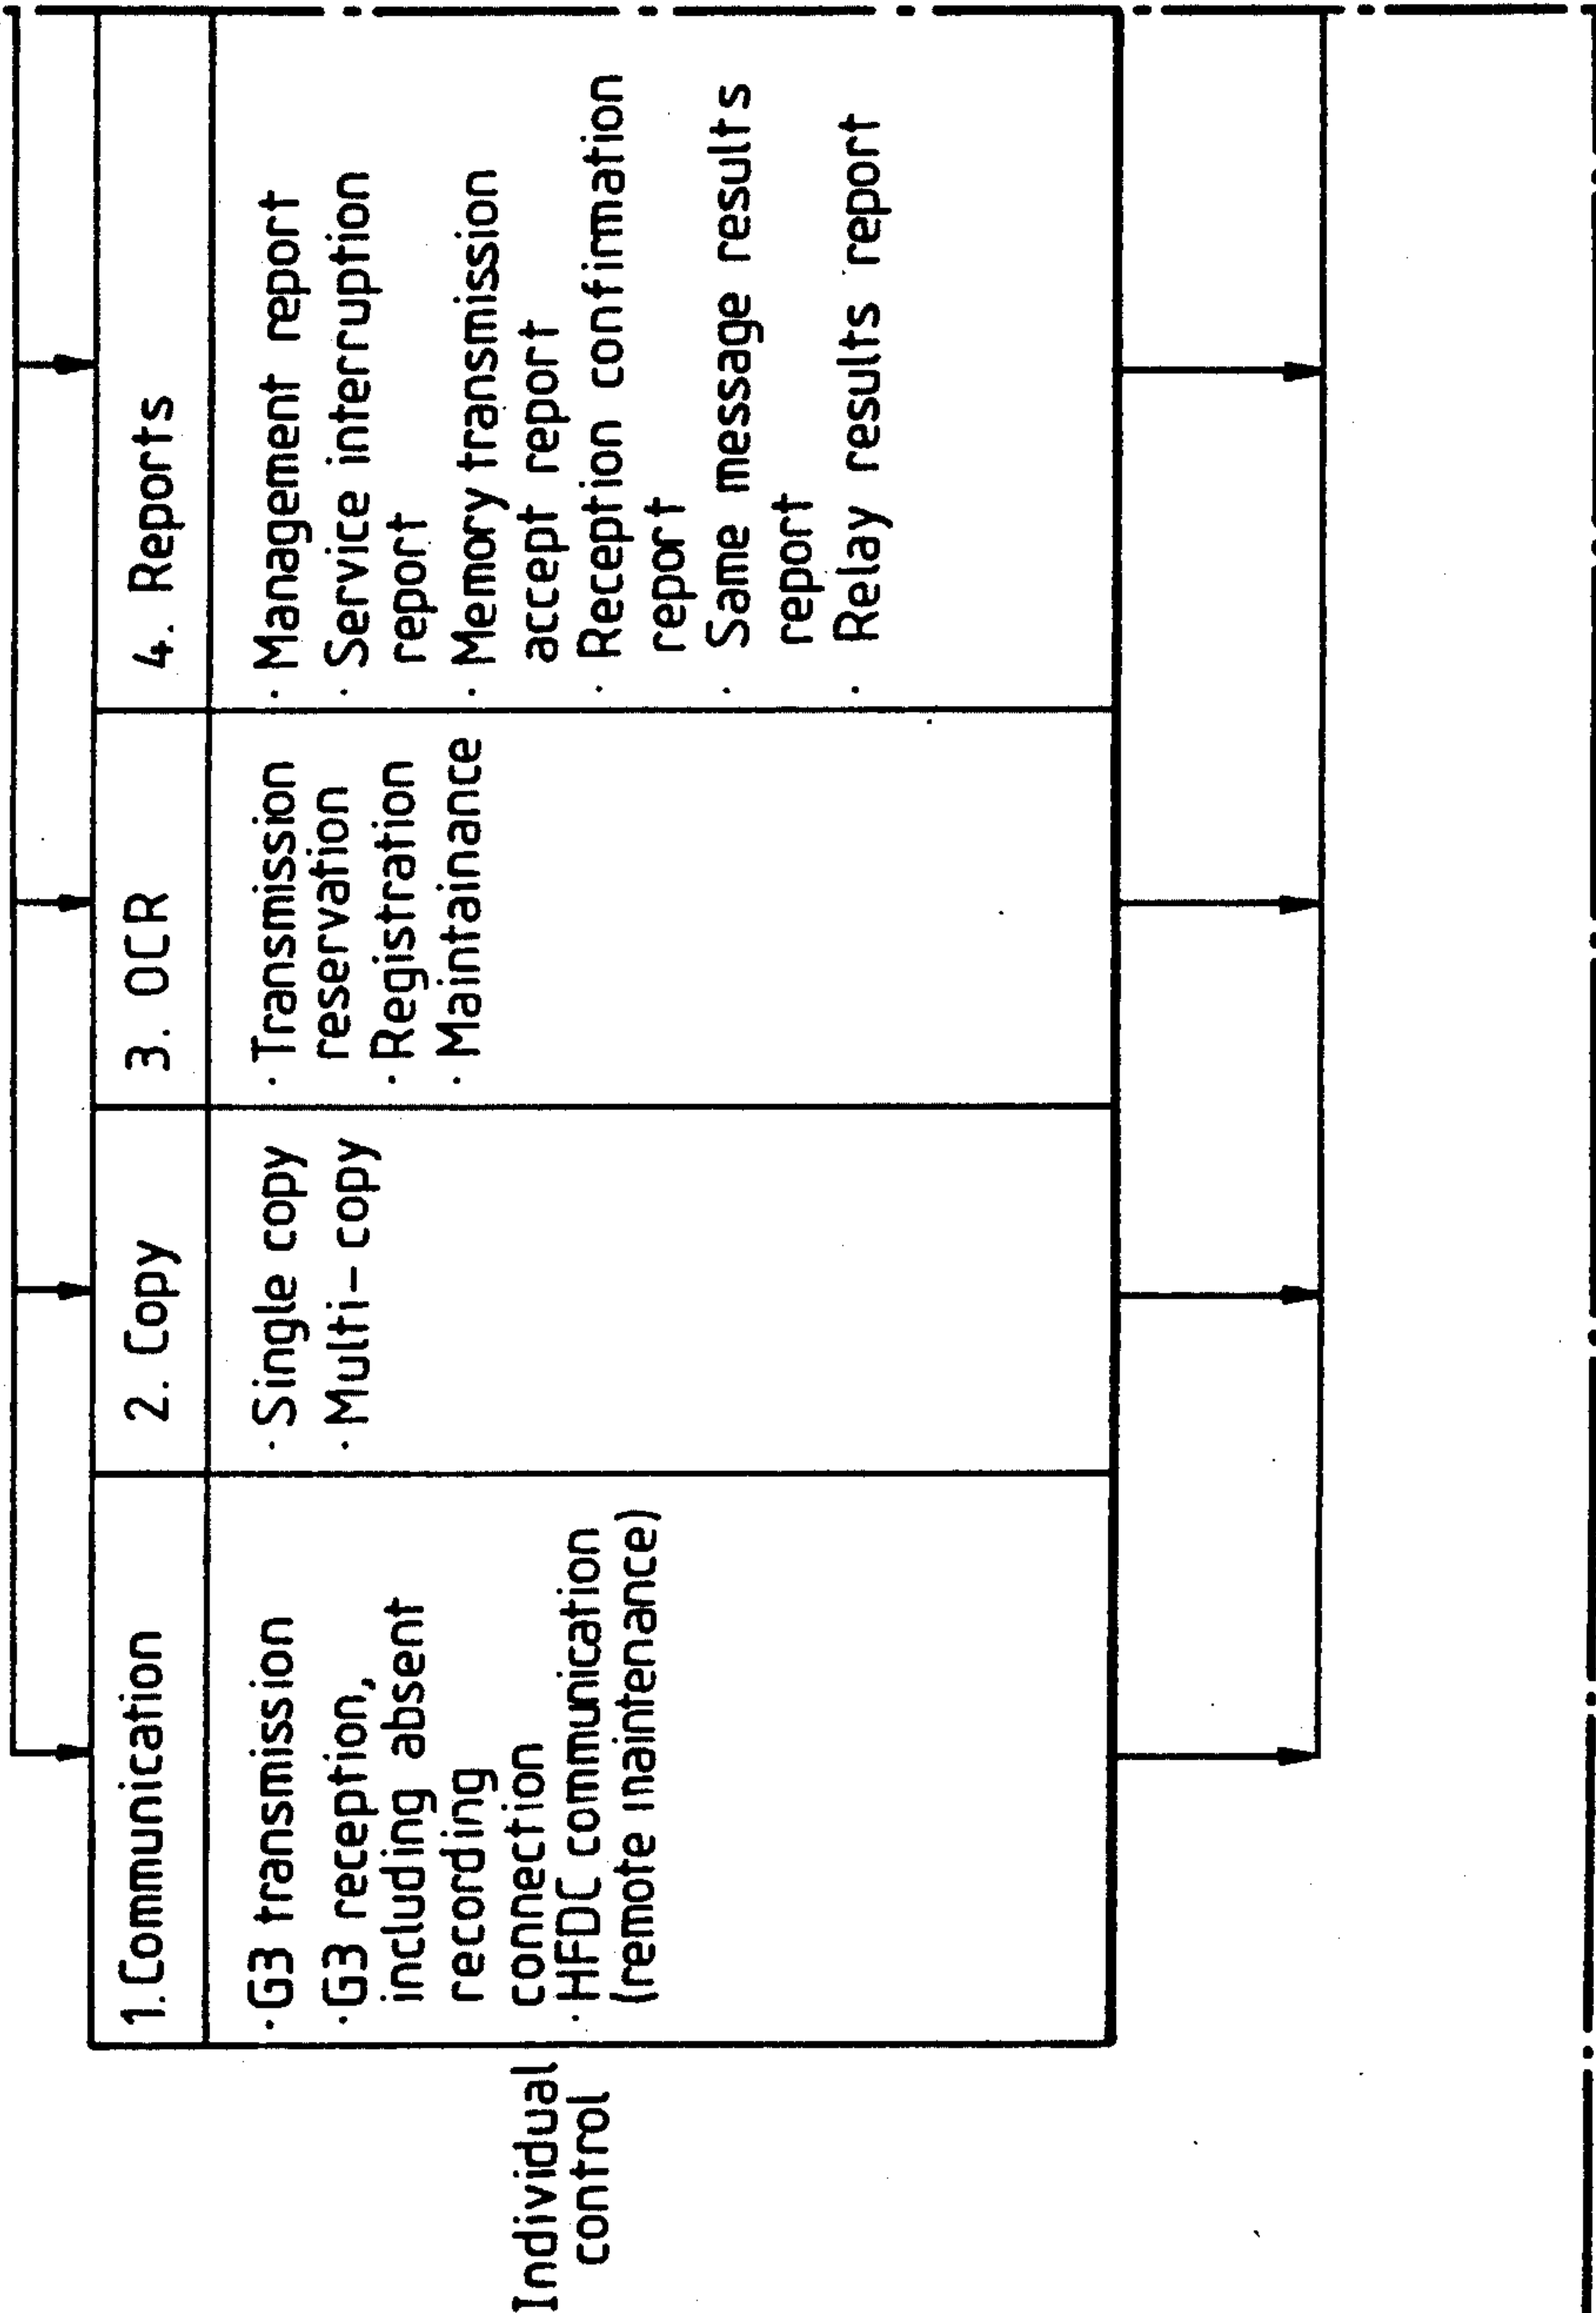 Individual
control
1.Communication
·G3 transmission
·G3 reception,
including absent
recording
connection
·HFDC communication
(remote maintenance)
2. Copy
·Single copy
·Multi-copy
3. OCR
·Transmission
reservation
·Registration
·Maintainance
4. Reports
·Management report
·Service interruption
report
·Memory transmission
accept report
·Reception confirmation
report
·Same message results
report
·Relay results report